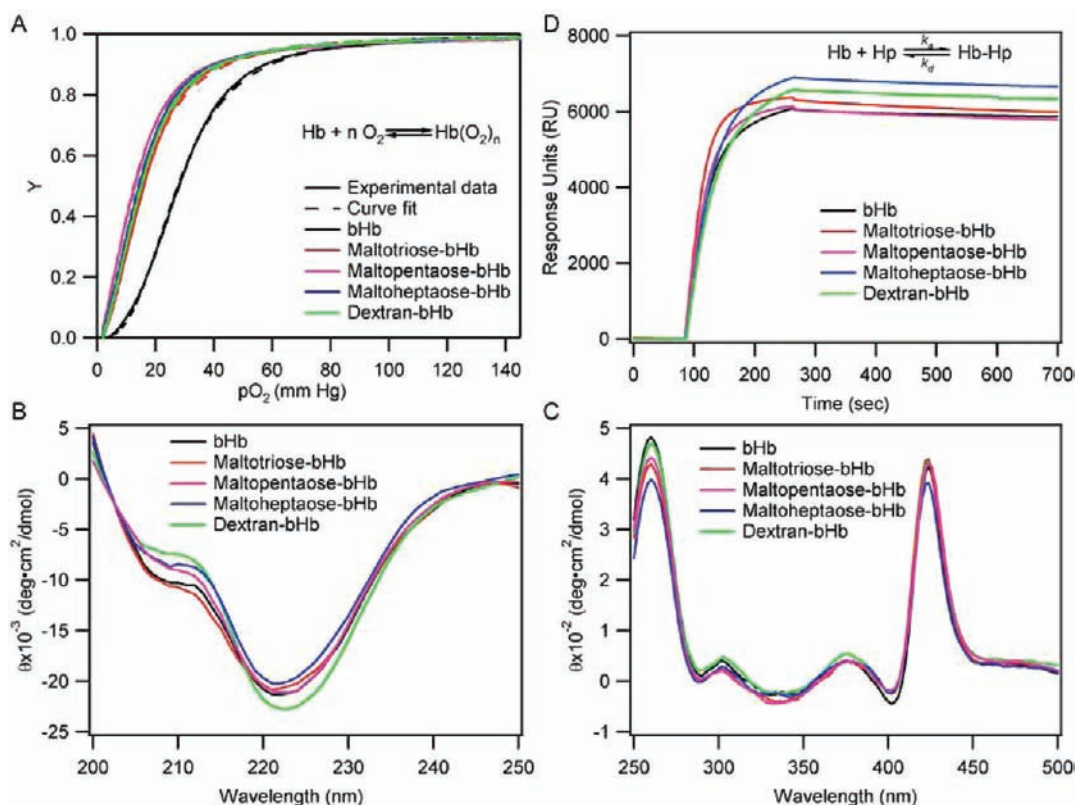 A
1.0
0.8
0.6
0.4
0.2
0.0
Y
Hb + n O₂ ⇌ Hb(O₂)ₙ
Experimental data
Curve fit
bHb
Maltotriose-bHb
Maltopentaose-bHb
Maltoheptaose-bHb
Dextran-bHb
0 20 40 60 80 100 120 140
pO₂ (mm Hg)
D
8000
6000
4000
2000
0
Response Units (RU)
kₐ
Hb + Hp ⇌ Hb-Hp
k_d
bHb
Maltotriose-bHb
Maltopentaose-bHb
Maltoheptaose-bHb
Dextran-bHb
0 100 200 300 400 500 600 700
Time (sec)
B
5
0
-5
-10
-15
-20
-25
θx10⁻³ (deg•cm²/dmol)
bHb
Maltotriose-bHb
Maltopentaose-bHb
Maltoheptaose-bHb
Dextran-bHb
200 210 220 230 240 250
Wavelength (nm)
C
5
4
3
2
1
0
-1
θx10⁻² (deg•cm²/dmol)
bHb
Maltotriose-bHb
Maltopentaose-bHb
Maltoheptaose-bHb
Dextran-bHb
250 300 350 400 450 500
Wavelength (nm)